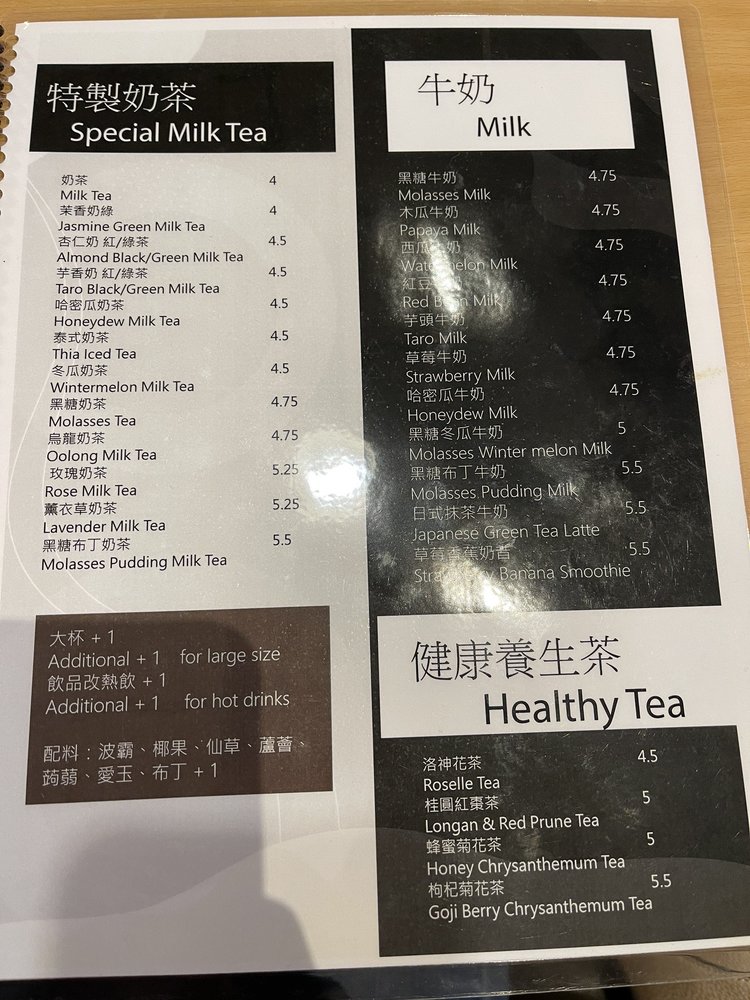 特製奶茶
Special Milk Tea
奶茶 4
Milk Tea
茉香奶綠 4
Jasmine Green Milk Tea
杏仁奶 紅/綠茶 4.5
Almond Black/Green Milk Tea
芋香奶 紅/綠茶 4.5
Taro Black/Green Milk Tea
哈密瓜奶茶 4.5
Honeydew Milk Tea
泰式奶茶 4.5
Thia Iced Tea
冬瓜奶茶 4.5
Wintermelon Milk Tea
黑糖奶茶 4.75
Molasses Tea
烏龍奶茶 4.75
Oolong Milk Tea
玫瑰奶茶 5.25
Rose Milk Tea
薰衣草奶茶 5.25
Lavender Milk Tea
黑糖布丁奶茶 5.5
Molasses Pudding Milk Tea
大杯 + 1
Additional + 1 for large size
飲品改熱飲 + 1
Additional + 1 for hot drinks
配料：波霸、椰果、仙草、蘆薈、
蒟蒻、愛玉、布丁 + 1
牛奶
Milk
黑糖牛奶 4.75
Molasses Milk
木瓜牛奶 4.75
Papaya Milk
西瓜牛奶 4.75
Watermelon Milk
紅豆牛奶 4.75
Red Bean Milk
芋頭牛奶 4.75
Taro Milk
草莓牛奶 4.75
Strawberry Milk
哈密瓜牛奶 4.75
Honeydew Milk
黑糖冬瓜牛奶 5
Molasses Winter melon Milk
黑糖布丁牛奶 5.5
Molasses Pudding Milk
日式抹茶牛奶 5.5
Japanese Green Tea Latte
草莓香蕉奶昔 5.5
Strawberry Banana Smoothie
健康養生茶
Healthy Tea
洛神花茶 4.5
Roselle Tea
桂圓紅棗茶 5
Longan & Red Prune Tea
蜂蜜菊花茶 5
Honey Chrysanthemum Tea
枸杞菊花茶 5.5
Goji Berry Chrysanthemum Tea